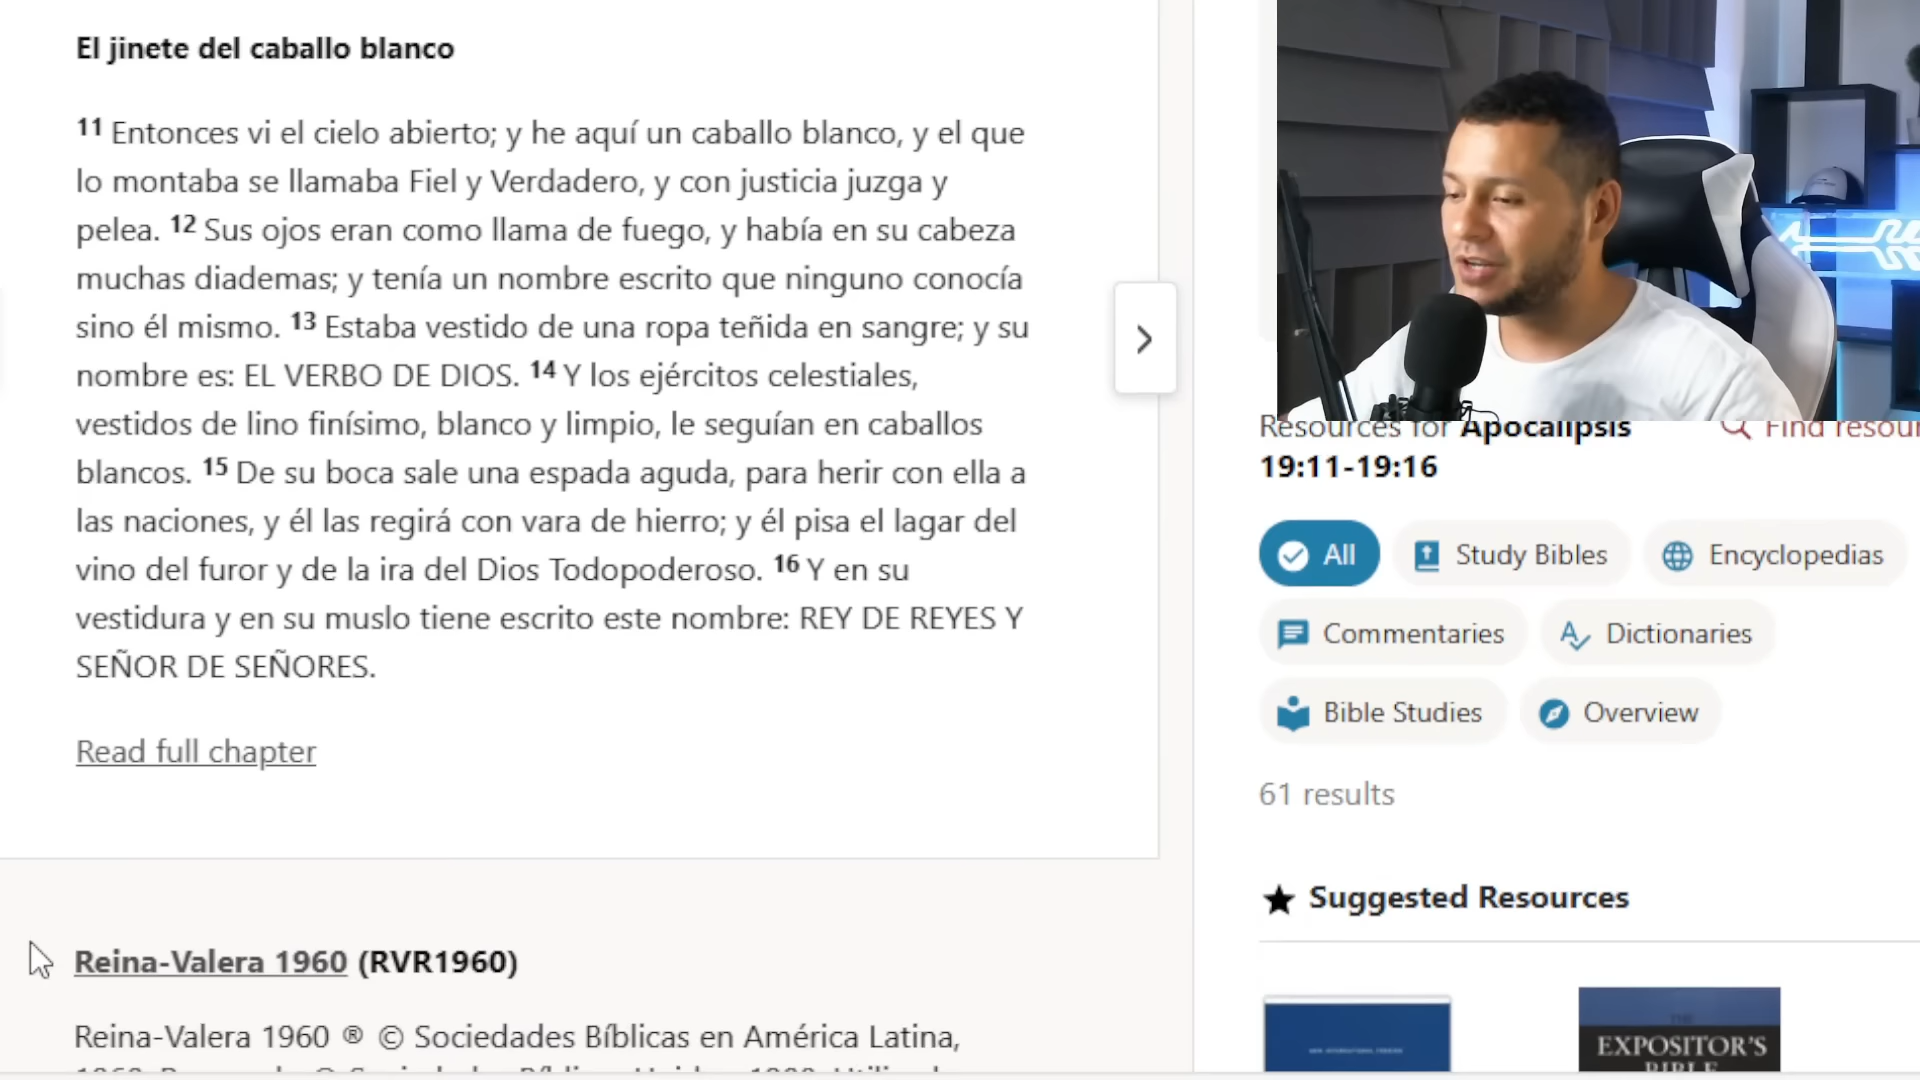 El jinete del caballo blanco
11 Entonces vi el cielo abierto; y he aquí un caballo blanco, y el que
lo montaba se llamaba Fiel y Verdadero, y con justicia juzga y
pelea. 12 Sus ojos eran como llama de fuego, y había en su cabeza
muchas diademas; y tenía un nombre escrito que ninguno conocía
sino él mismo. 13 Estaba vestido de una ropa teñida en sangre; y su
nombre es: EL VERBO DE DIOS. 14 Y los ejércitos celestiales,
vestidos de lino finísimo, blanco y limpio, le seguían en caballos
blancos. 15 De su boca sale una espada aguda, para herir con ella a
las naciones, y él las regirá con vara de hierro; y él pisa el lagar del
vino del furor y de la ira del Dios Todopoderoso. 16 Y en su
vestidura y en su muslo tiene escrito este nombre: REY DE REYES Y
SEÑOR DE SEÑORES.
Read full chapter
Reina-Valera 1960 (RVR1960)
Reina-Valera 1960 ® © Sociedades Bíblicas en América Latina,
Resources for Apocalipsis
19:11-19:16
Find resour
All
Study Bibles
Encyclopedias
Commentaries
Dictionaries
Bible Studies
Overview
61 results
Suggested Resources
THE
EXPOSITOR'S
BIBLE